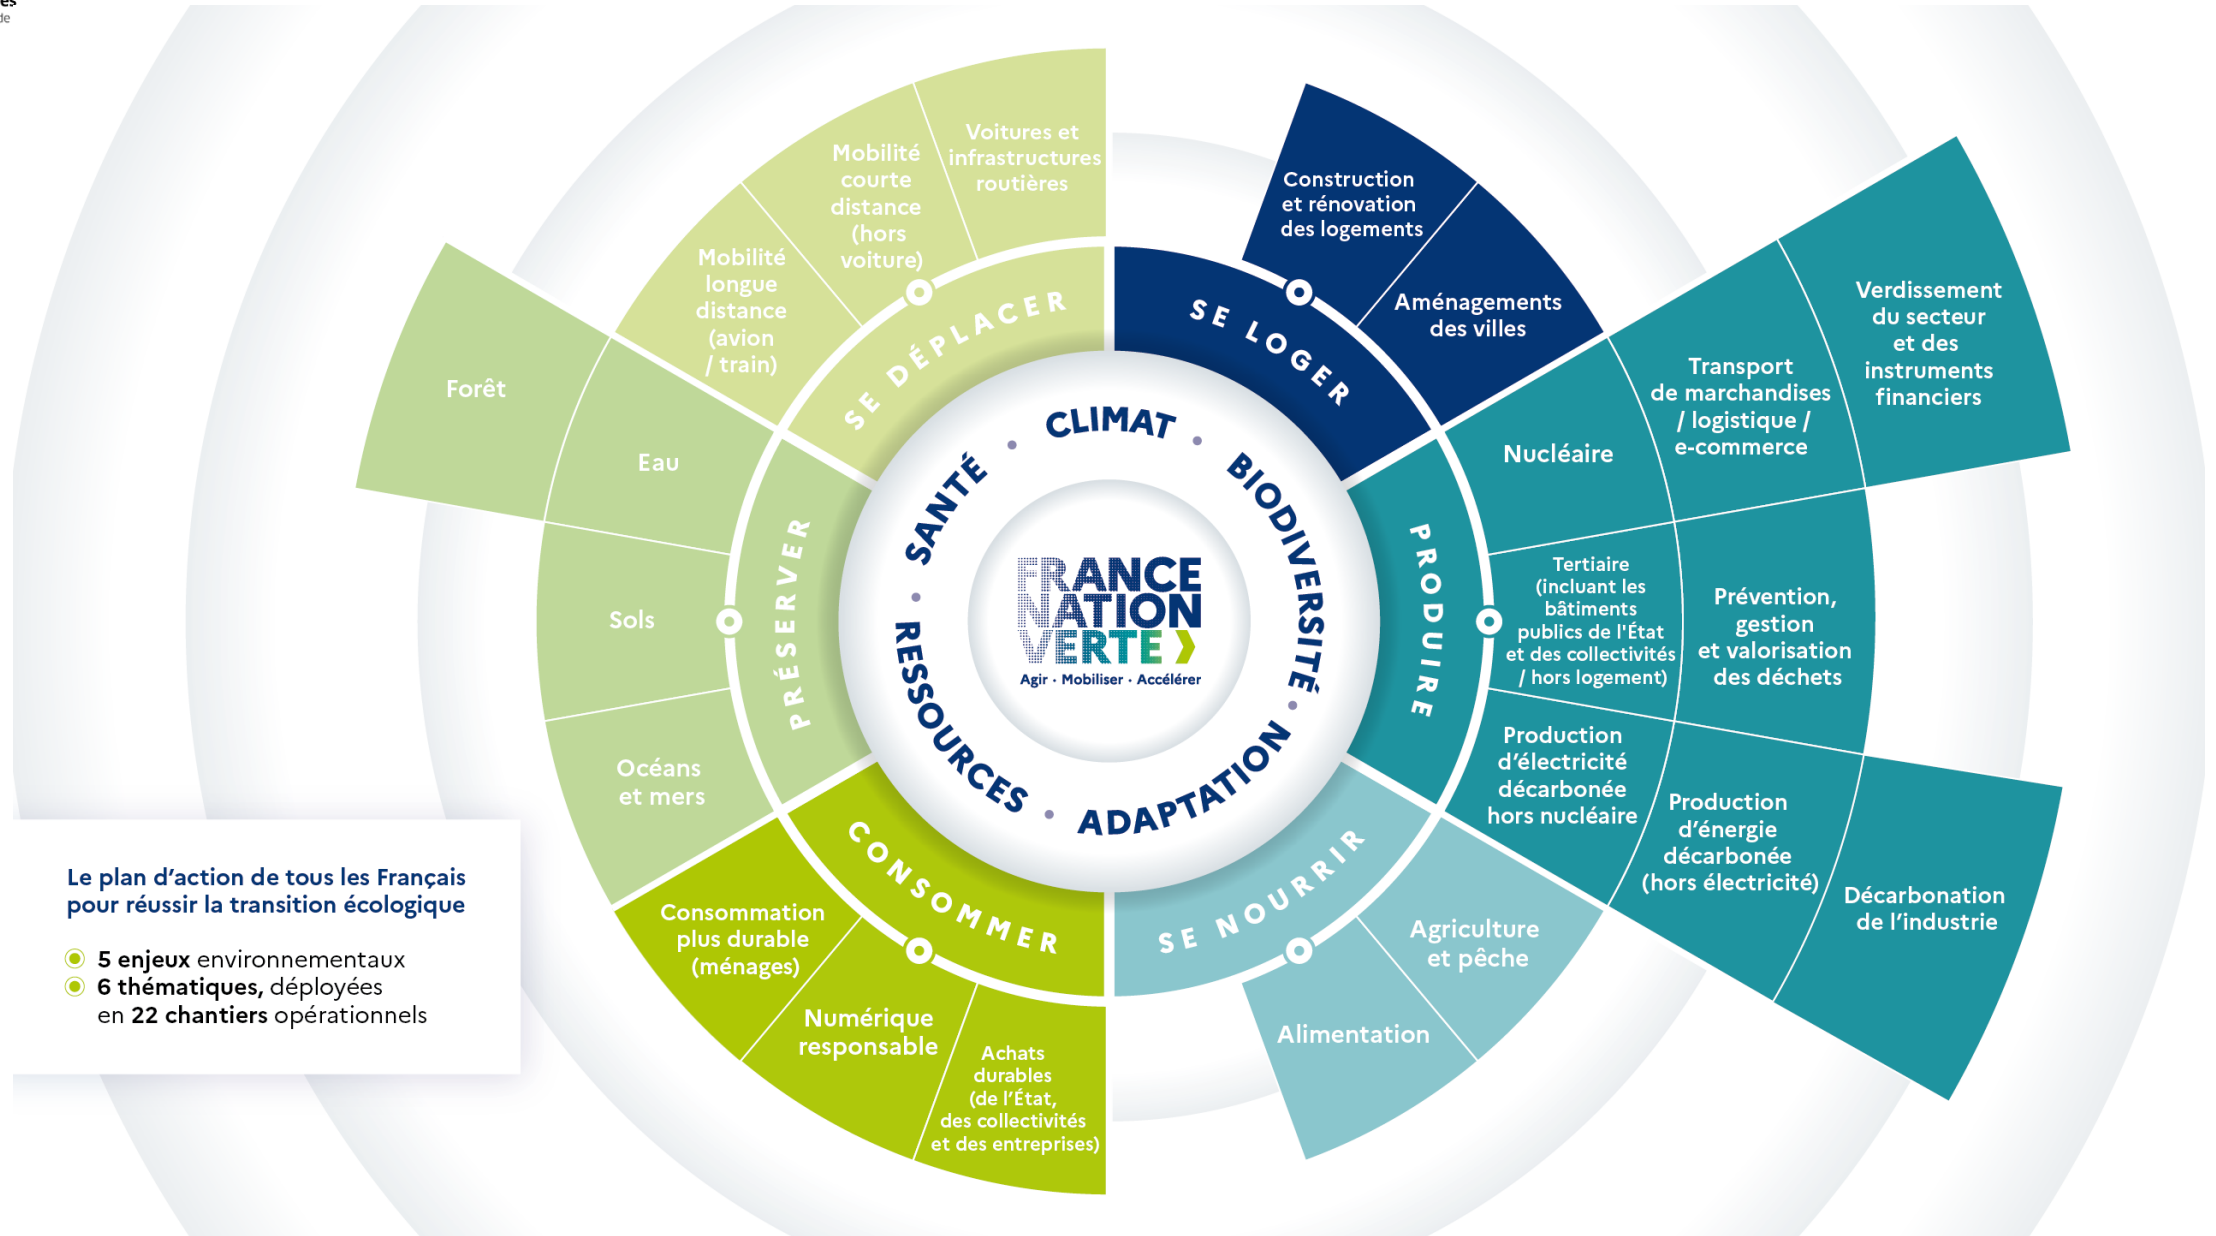 de
Voitures et
infrastructures
routières
Mobilité
courte
distance
(hors
voiture)
Mobilité
longue
distance
(avion
/ train)
SE DÉPLACER
Construction
et rénovation
des logements
Aménagements
des villes
SE LOGER
Nucléaire
Transport
de marchandises
/ logistique /
e-commerce
Verdissement
du secteur
et des
instruments
financiers
Tertiaire
(incluant les
bâtiments
publics de l'État
et des collectivités
/ hors logement)
Prévention,
gestion
et valorisation
des déchets
Production
d’électricité
décarbonée
hors nucléaire
Production
d’énergie
décarbonée
(hors électricité)
Décarbonation
de l’industrie
PRODUIRE
Agriculture
et pêche
Alimentation
SE NOURRIR
Consommation
plus durable
(ménages)
Numérique
responsable
Achats
durables
(de l’État,
des collectivités
et des entreprises)
CONSOMMER
Forêt
Eau
Sols
Océans
et mers
PRÉSERVER
CLIMAT
BIODIVERSITÉ
ADAPTATION
RESSOURCES
SANTÉ
FRANCE
NATION
VERTE
Agir · Mobiliser · Accélérer
Le plan d’action de tous les Français
pour réussir la transition écologique
5 enjeux environnementaux
6 thématiques, déployées
en 22 chantiers opérationnels